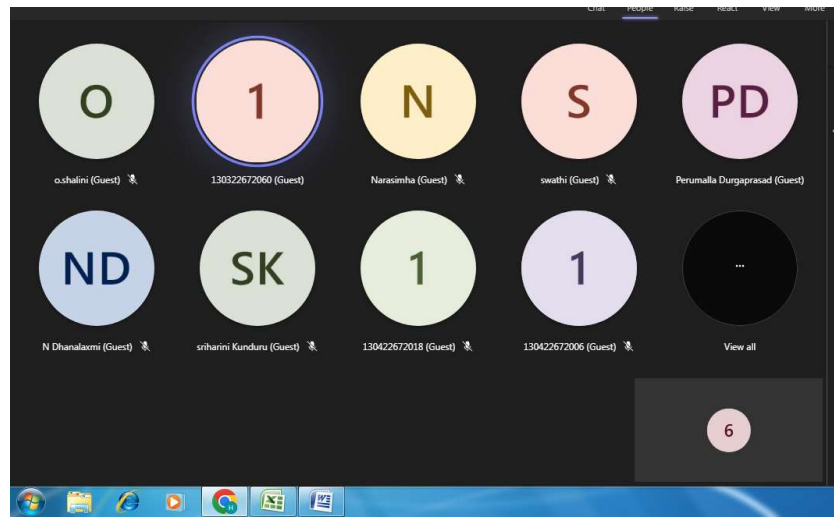 Chat People Raise React View More
O 1 N S PD
o.shalini (Guest) 130322672060 (Guest) Narasimha (Guest) swathi (Guest) Perumalla Durgaprasad (Guest)
ND SK 1 1 ...
N Dhanalaxmi (Guest) sriharini Kunduru (Guest) 130422672018 (Guest) 130422672006 (Guest) View all
6